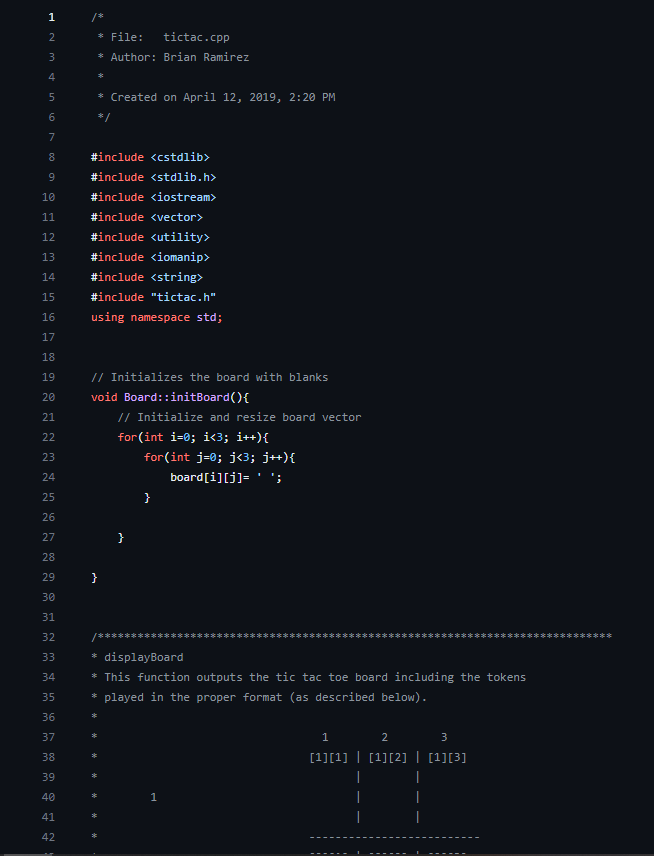 1 /*
2 * File:   tictac.cpp
3 * Author: Brian Ramirez
4 *
5 * Created on April 12, 2019, 2:20 PM
6 */
7
8 #include <cstdlib>
9 #include <stdlib.h>
10 #include <iostream>
11 #include <vector>
12 #include <utility>
13 #include <iomanip>
14 #include <string>
15 #include "tictac.h"
16 using namespace std;
17
18
19 // Initializes the board with blanks
20 void Board::initBoard(){
21     // Initialize and resize board vector
22     for(int i=0; i<3; i++){
23         for(int j=0; j<3; j++){
24             board[i][j]= ' ';
25         }
26
27     }
28
29 }
30
31
32 /******************************************************************************
33 * displayBoard
34 * This function outputs the tic tac toe board including the tokens
35 * played in the proper format (as described below).
36 *
37 *                                  1        2        3
38 *                                [1][1] | [1][2] | [1][3]
39 *                                       |        |
40 *        1                              |        |
41 *                                       |        |
42 *                                --------------------------